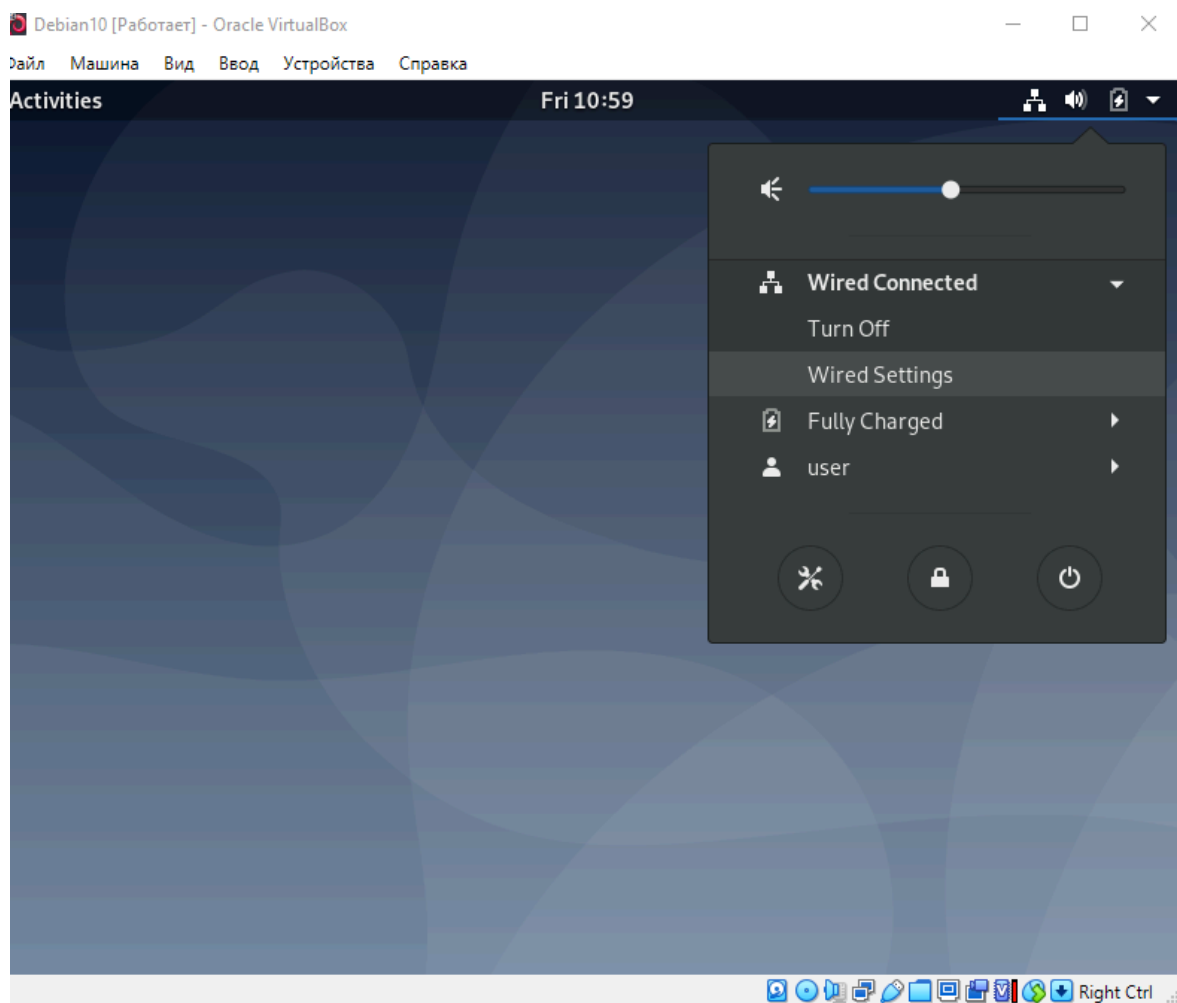 Debian10 [Работает] - Oracle VirtualBox
Файл Машина Вид Ввод Устройства Справка
Activities Fri 10:59
Wired Connected
Turn Off
Wired Settings
Fully Charged
user
Right Ctrl